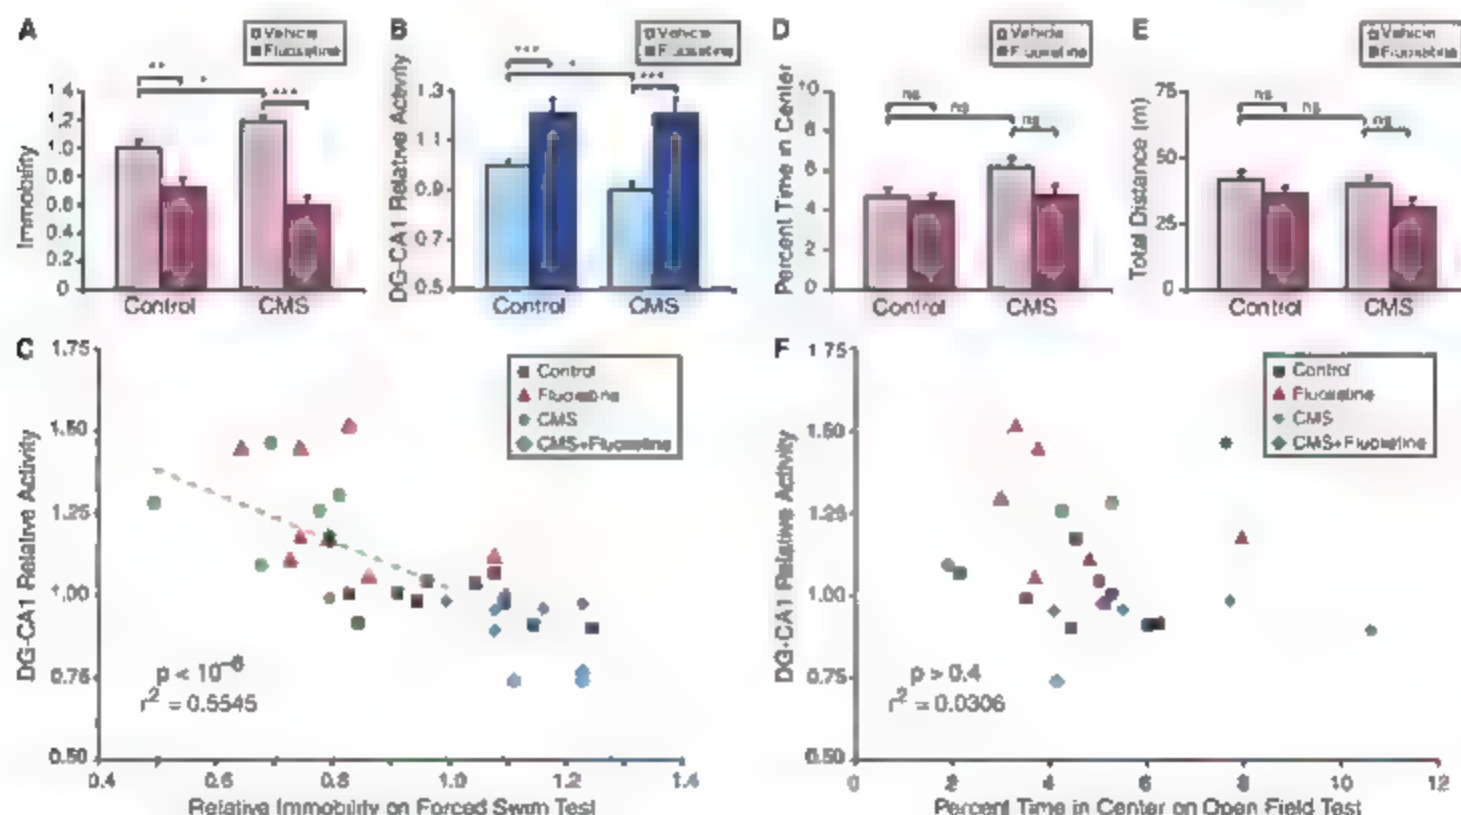 A
Vehicle
Fluoxetine
Immobility
1.4
1.2
1.0
0.8
0.6
0.4
0.2
0
**
*
***
Control
CMS
B
Vehicle
Fluoxetine
DG-CA1 Relative Activity
1.3
1.1
0.9
0.7
0.5
***
*
***
Control
CMS
D
Vehicle
Fluoxetine
Percent Time in Center
10
8
6
4
2
0
ns
ns
ns
Control
CMS
E
Vehicle
Fluoxetine
Total Distance (m)
75
50
25
0
ns
ns
ns
Control
CMS
C
DG-CA1 Relative Activity
1.75
1.50
1.25
1.00
0.75
0.50
Control
Fluoxetine
CMS
CMS+Fluoxetine
r² = 0.5545
0.4
0.6
0.8
1.0
1.2
1.4
Relative Immobility on Forced Swim Test
F
DG-CA1 Relative Activity
1.75
1.50
1.25
1.00
0.75
0.50
Control
Fluoxetine
CMS
CMS+Fluoxetine
p > 0.4
r² = 0.0306
0
2
4
6
8
10
12
Percent Time in Center on Open Field Test